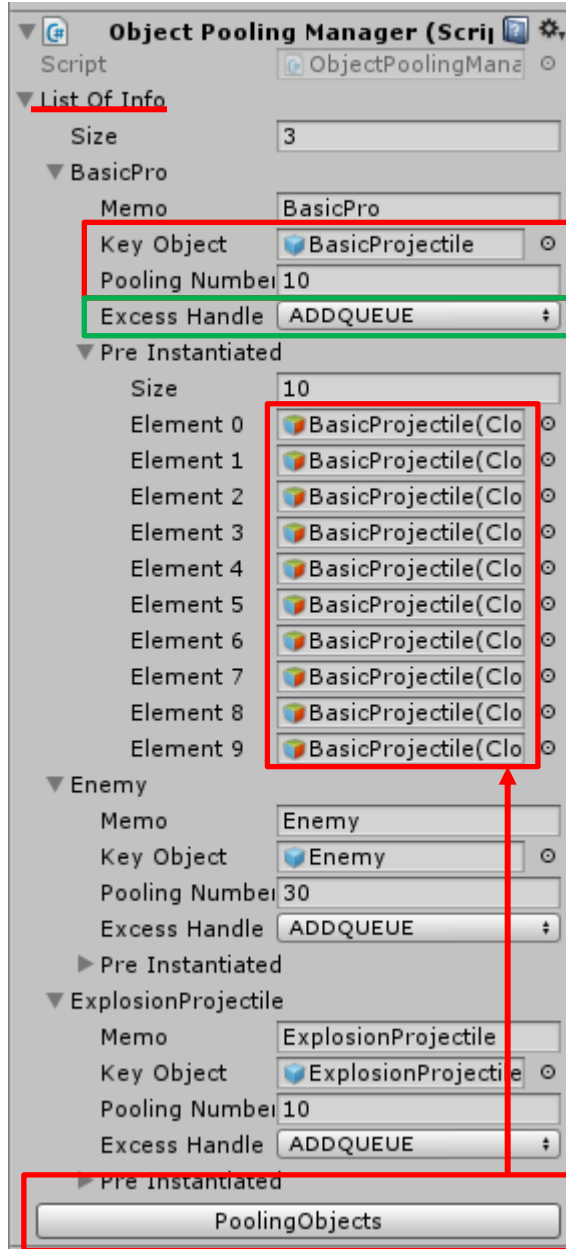 Object Pooling Manager (Scri
Script ObjectPoolingMana
List Of Info
Size 3
BasicPro
Memo BasicPro
Key Object BasicProjectile
Pooling Number 10
Excess Handle ADDQUEUE
Pre Instantiated
Size 10
Element 0 BasicProjectile(Clo
Element 1 BasicProjectile(Clo
Element 2 BasicProjectile(Clo
Element 3 BasicProjectile(Clo
Element 4 BasicProjectile(Clo
Element 5 BasicProjectile(Clo
Element 6 BasicProjectile(Clo
Element 7 BasicProjectile(Clo
Element 8 BasicProjectile(Clo
Element 9 BasicProjectile(Clo
Enemy
Memo Enemy
Key Object Enemy
Pooling Number 30
Excess Handle ADDQUEUE
Pre Instantiated
ExplosionProjectile
Memo ExplosionProjectile
Key Object ExplosionProjectile
Pooling Number 10
Excess Handle ADDQUEUE
Pre Instantiated
PoolingObjects